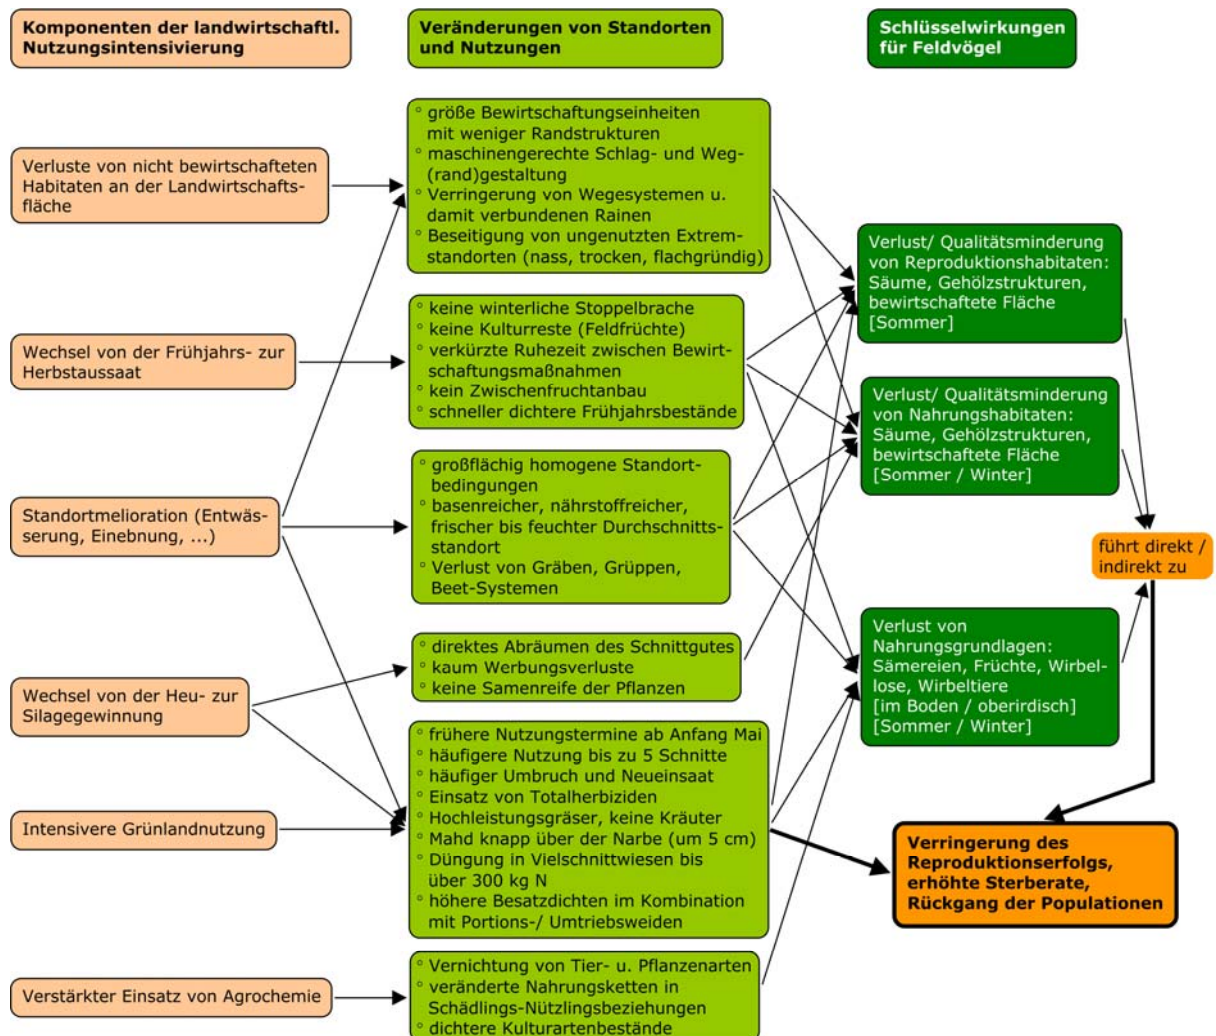 Komponenten der landwirtschaftl.
Nutzungsintensivierung
Veränderungen von Standorten
und Nutzungen
Schlüsselwirkungen
für Feldvögel
Verluste von nicht bewirtschafteten
Habitaten an der Landwirtschafts-
fläche
Wechsel von der Frühjahrs- zur
Herbstaussaat
Standortmelioration (Entwäs-
serung, Einebnung, ...)
Wechsel von der Heu- zur
Silagegewinnung
Intensivere Grünlandnutzung
Verstärkter Einsatz von Agrochemie
° größe Bewirtschaftungseinheiten
mit weniger Randstrukturen
° maschinengerechte Schlag- und Weg-
(rand)gestaltung
° Verringerung von Wegesystemen u.
damit verbundenen Rainen
° Beseitigung von ungenutzten Extrem-
standorten (nass, trocken, flachgründig)
° keine winterliche Stoppelbrache
° keine Kulturreste (Feldfrüchte)
° verkürzte Ruhezeit zwischen Bewirt-
schaftungsmaßnahmen
° kein Zwischenfruchtanbau
° schneller dichtere Frühjahrsbestände
° großflächig homogene Standort-
bedingungen
° basenreicher, nährstoffreicher,
frischer bis feuchter Durchschnitts-
standort
° Verlust von Gräben, Grüppen,
Beet-Systemen
° direktes Abräumen des Schnittgutes
° kaum Werbungsverluste
° keine Samenreife der Pflanzen
° frühere Nutzungstermine ab Anfang Mai
° häufigere Nutzung bis zu 5 Schnitte
° häufiger Umbruch und Neueinsaat
° Einsatz von Totalherbiziden
° Hochleistungsgräser, keine Kräuter
° Mahd knapp über der Narbe (um 5 cm)
° Düngung in Vielschnittwiesen bis
über 300 kg N
° höhere Besatzdichten im Kombination
mit Portions-/ Umtriebsweiden
° Vernichtung von Tier- u. Pflanzenarten
° veränderte Nahrungsketten in
Schädlings-Nützlingsbeziehungen
° dichtere Kulturartenbestände
Verlust/ Qualitätsminderung
von Reproduktionshabitaten:
Säume, Gehölzstrukturen,
bewirtschaftete Fläche
[Sommer]
Verlust/ Qualitätsminderung
von Nahrungshabitaten:
Säume, Gehölzstrukturen,
bewirtschaftete Fläche
[Sommer / Winter]
Verlust von
Nahrungsgrundlagen:
Sämereien, Früchte, Wirbel-
lose, Wirbeltiere
[im Boden / oberirdisch]
[Sommer / Winter]
führt direkt /
indirekt zu
Verringerung des
Reproduktionserfolgs,
erhöhte Sterberate,
Rückgang der Populationen